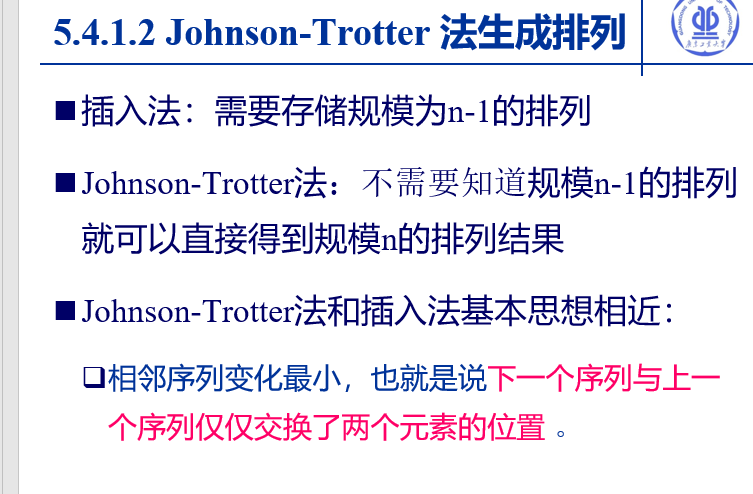 5.4.1.2 Johnson-Trotter 法生成排列
插入法：需要存储规模为n-1的排列
Johnson-Trotter法：不需要知道规模n-1的排列
就可以直接得到规模n的排列结果
Johnson-Trotter法和插入法基本思想相近：
相邻序列变化最小，也就是说下一个序列与上一
个序列仅仅交换了两个元素的位置 。